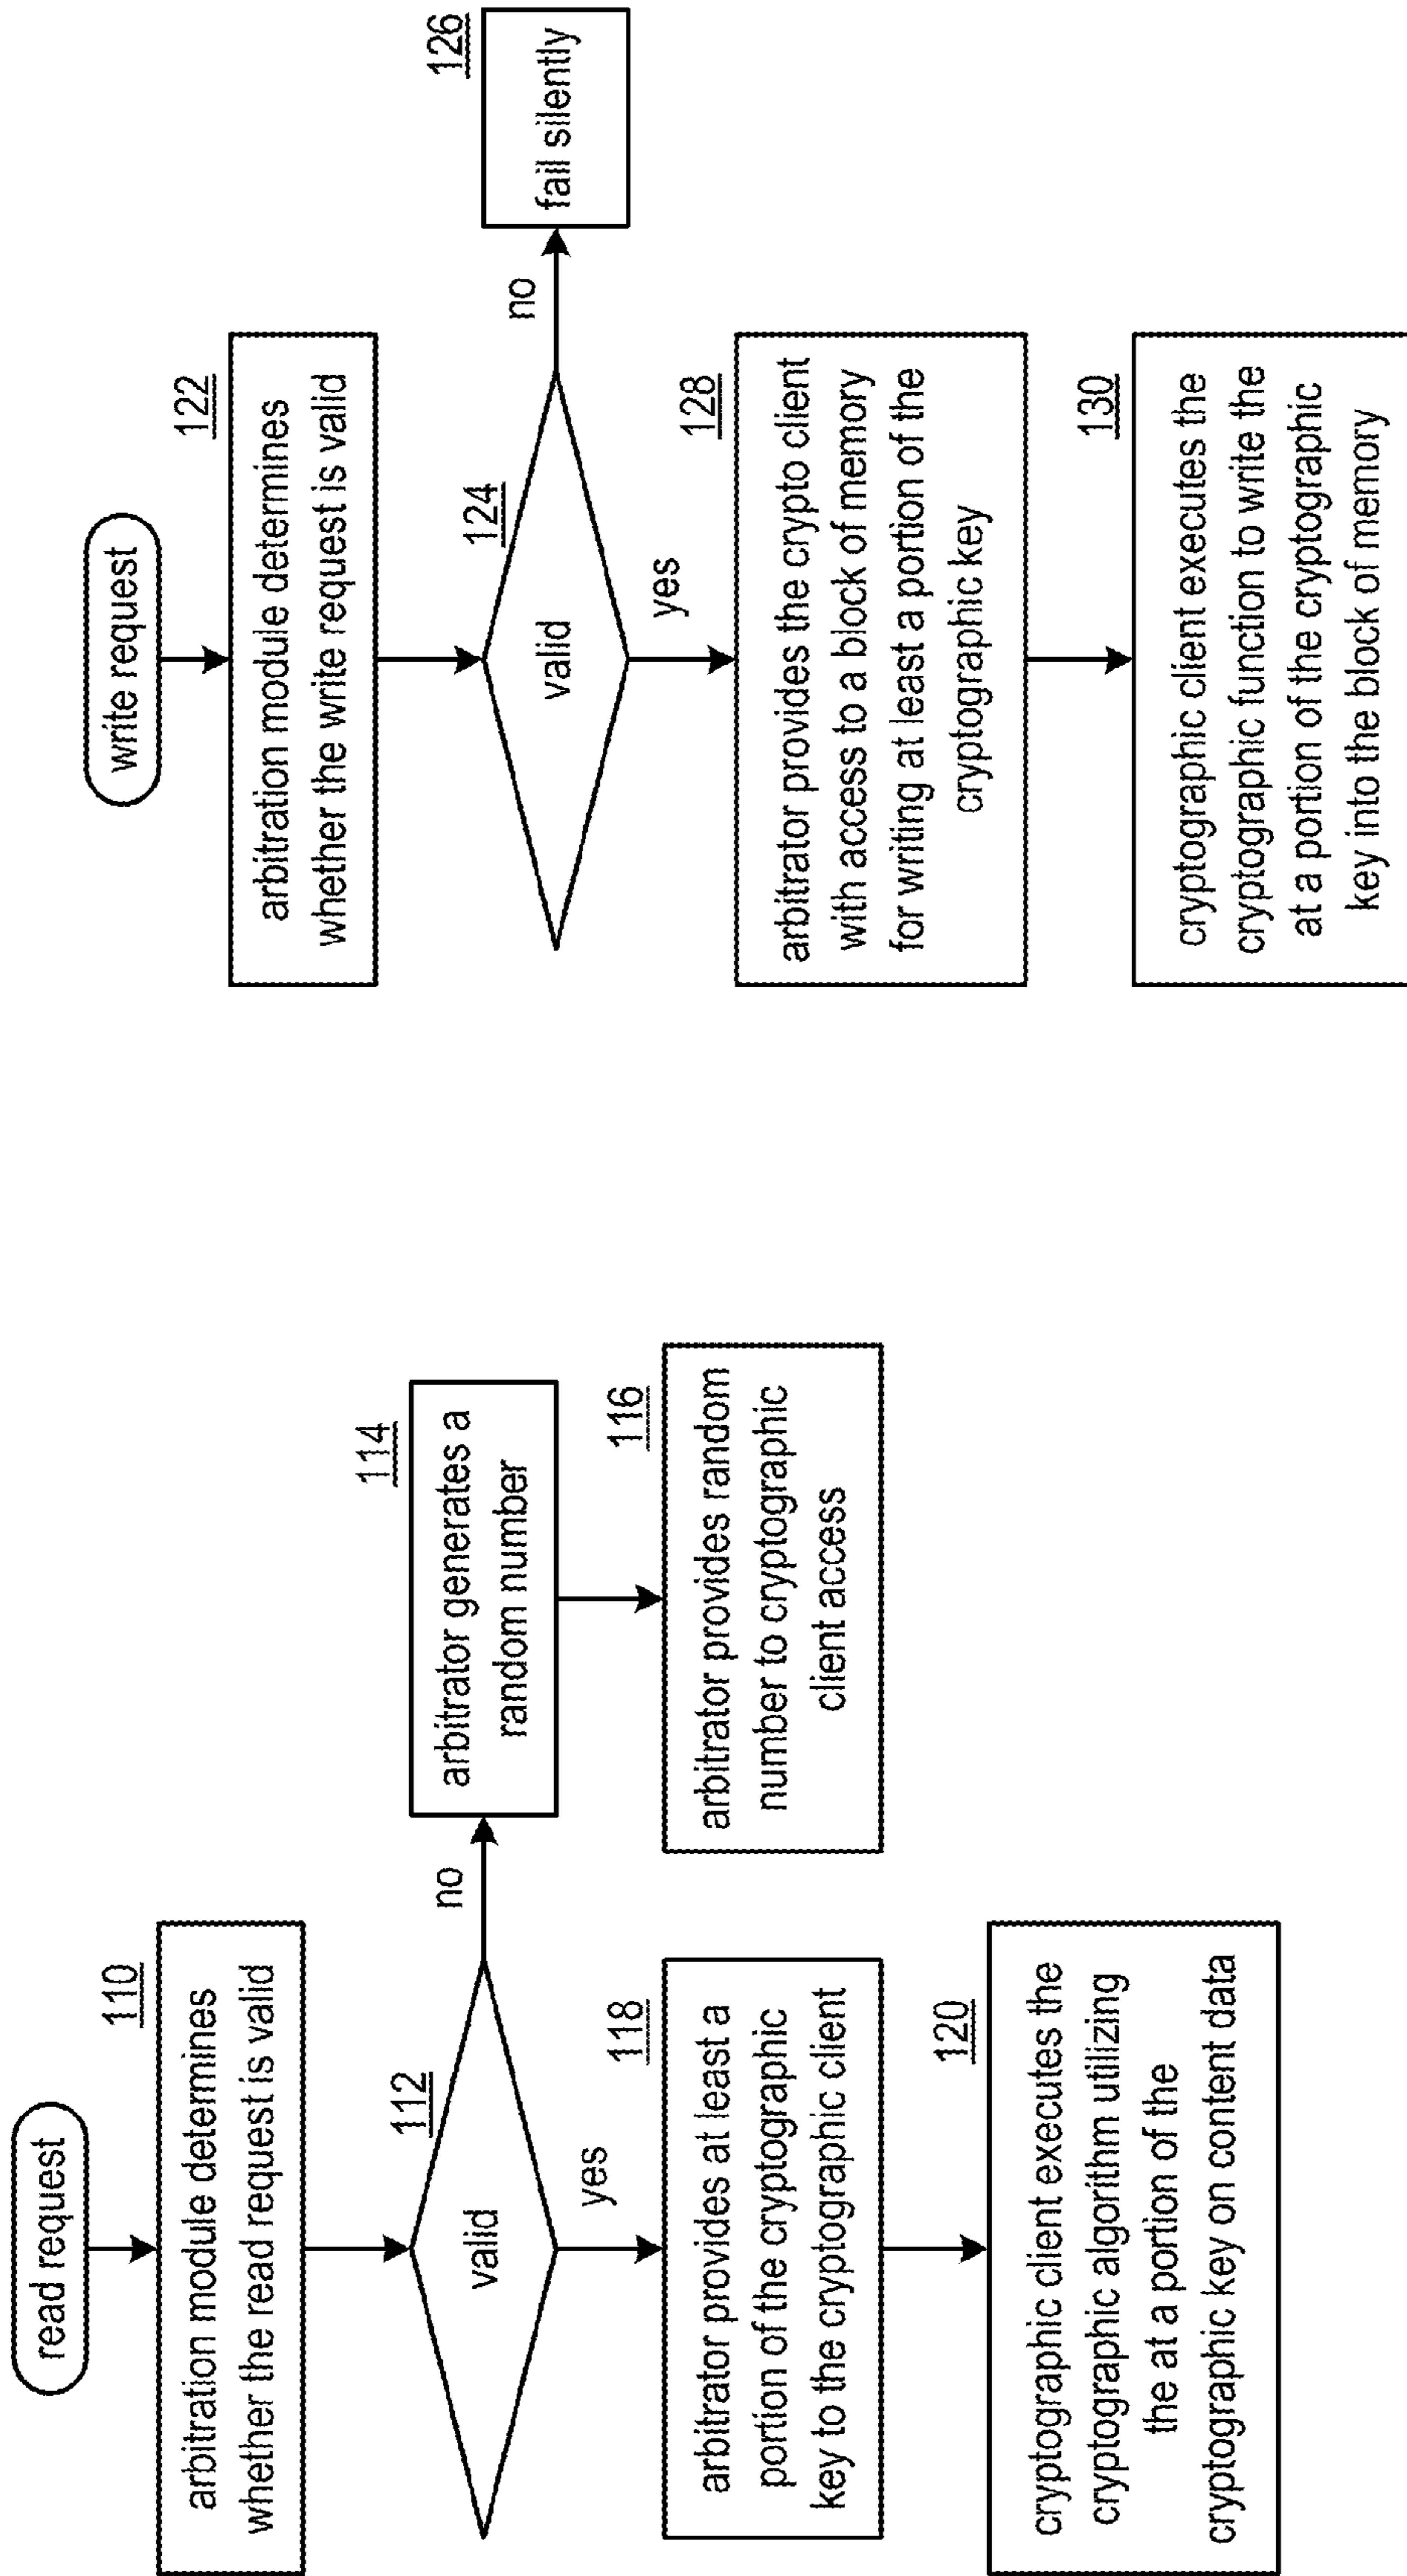 read request
110
arbitration module determines
whether the read request is valid
112
valid
no
yes
114
arbitrator generates a
random number
116
arbitrator provides random
number to cryptographic
client access
118
arbitrator provides at least a
portion of the cryptographic
key to the cryptographic client
120
cryptographic client executes the
cryptographic algorithm utilizing
the at a portion of the
cryptographic key on content data
write request
122
arbitration module determines
whether the write request is valid
124
valid
no
yes
126
fail silently
128
arbitrator provides the crypto client
with access to a block of memory
for writing at least a portion of the
cryptographic key
130
cryptographic client executes the
cryptographic function to write the
at a portion of the cryptographic
key into the block of memory